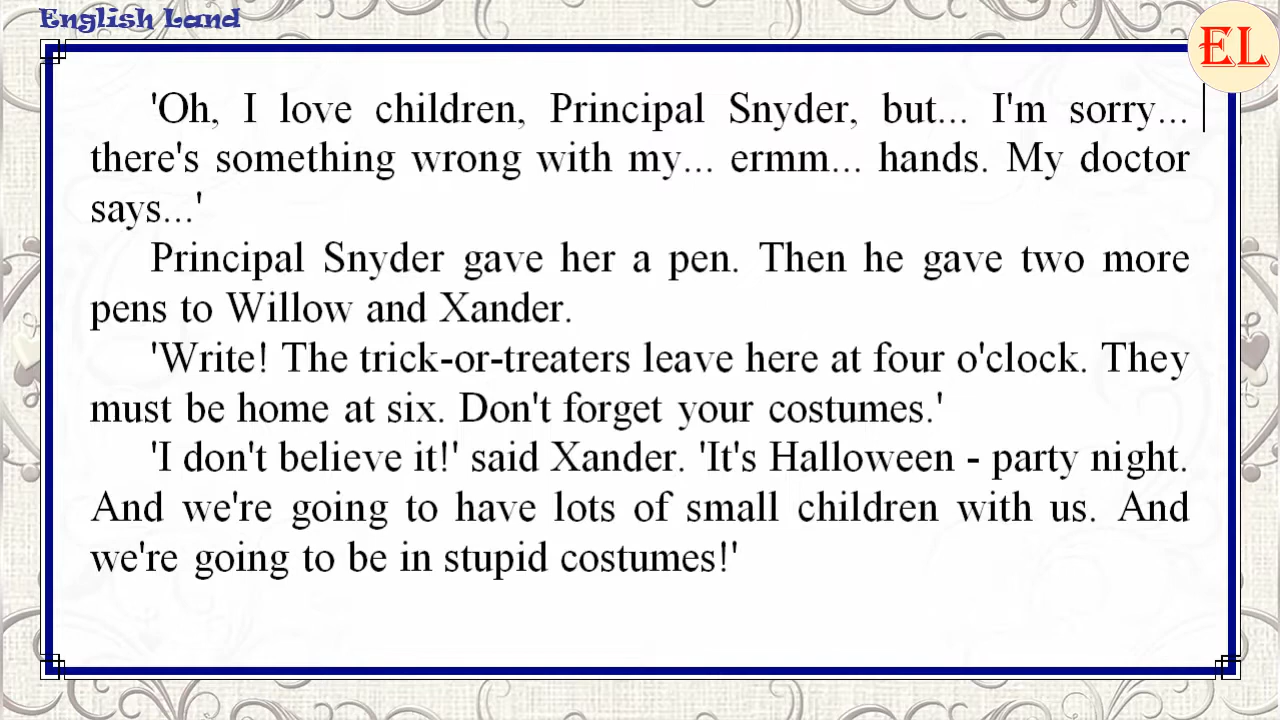 English Land
EL
'Oh, I love children, Principal Snyder, but... I'm sorry...
there's something wrong with my... ermm... hands. My doctor
says...'
Principal Snyder gave her a pen. Then he gave two more
pens to Willow and Xander.
'Write! The trick-or-treaters leave here at four o'clock. They
must be home at six. Don't forget your costumes.'
'I don't believe it!' said Xander. 'It's Halloween - party night.
And we're going to have lots of small children with us. And
we're going to be in stupid costumes!'